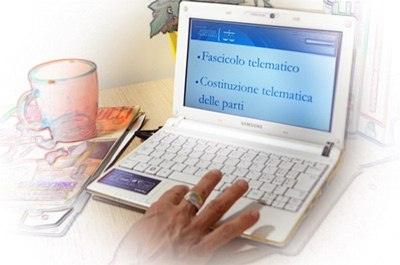 • Fascicolo telematico
• Costituzione telematica
delle parti
SAMSUNG